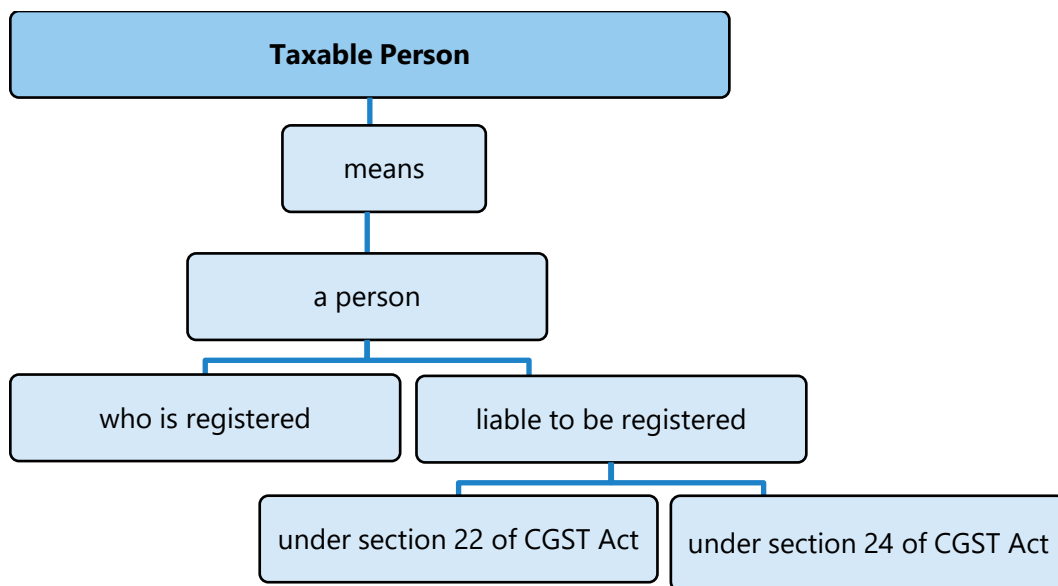 Taxable Person
means
a person
who is registered
liable to be registered
under section 22 of CGST Act
under section 24 of CGST Act